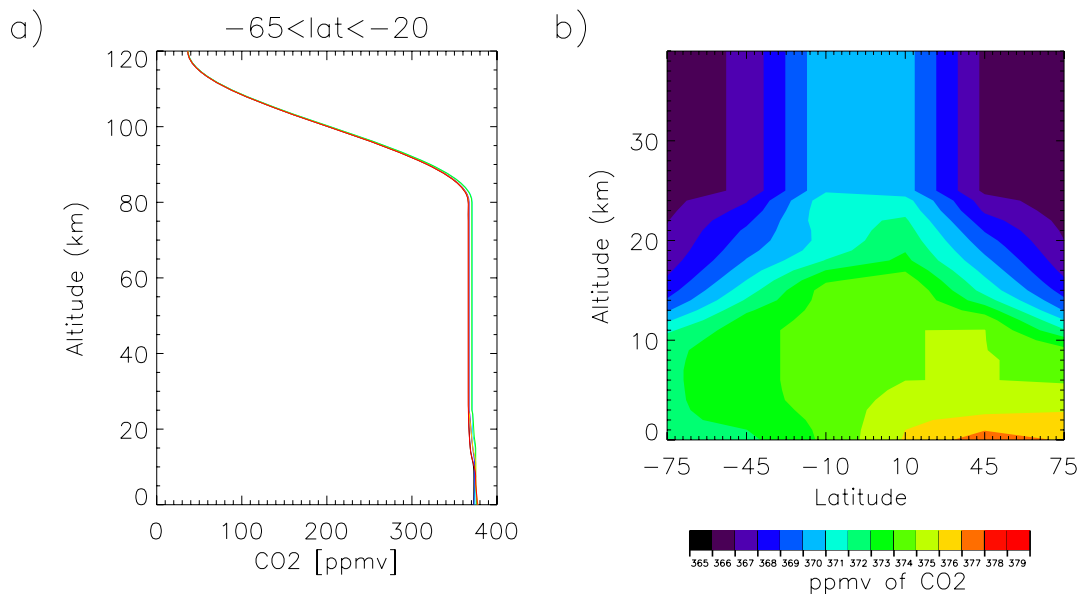 a)
−65<lat<−20
120
100
80
60
40
20
0
Altitude (km)
0 100 200 300 400
CO2 [ppmv]
b)
30
20
10
0
Altitude (km)
−75 −45 −10 10 45 75
Latitude
365 366 367 368 369 370 371 372 373 374 375 376 377 378 379
ppmv of CO2